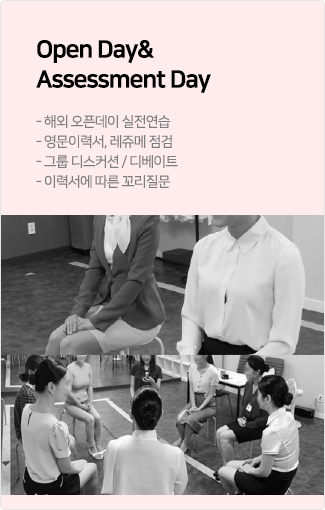 Open Day&
Assessment Day
- 해외 오픈데이 실전연습
- 영문이력서, 레쥬메 점검
- 그룹 디스커션 / 디베이트
- 이력서에 따른 꼬리질문